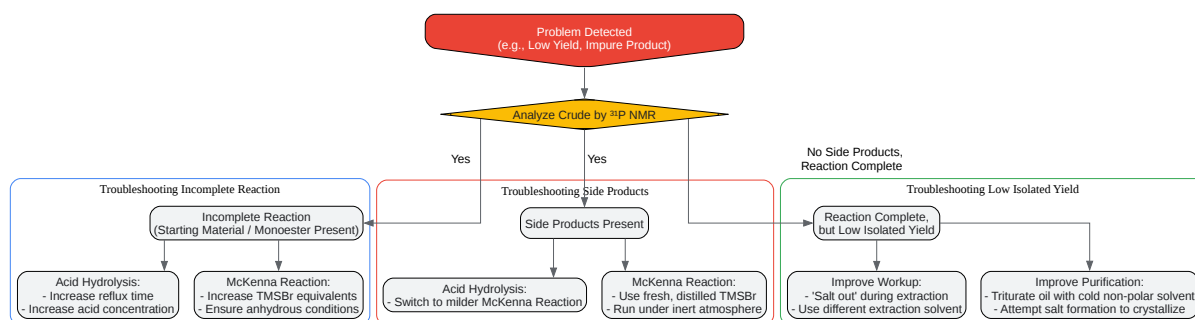 Problem Detected
(e.g., Low Yield, Impure Product)
Analyze Crude by ³¹P NMR
Yes
Yes
No Side Products,
Reaction Complete
Troubleshooting Incomplete Reaction
Incomplete Reaction
(Starting Material / Monoester Present)
Acid Hydrolysis:
- Increase reflux time
- Increase acid concentration
McKenna Reaction:
- Increase TMSBr equivalents
- Ensure anhydrous conditions
Troubleshooting Side Products
Side Products Present
Acid Hydrolysis:
- Switch to milder McKenna Reaction
McKenna Reaction:
- Use fresh, distilled TMSBr
- Run under inert atmosphere
Troubleshooting Low Isolated Yield
Reaction Complete,
but Low Isolated Yield
Improve Workup:
- 'Salt out' during extraction
- Use different extraction solvent
Improve Purification:
- Triturate oil with cold non-polar solvent
- Attempt salt formation to crystallize